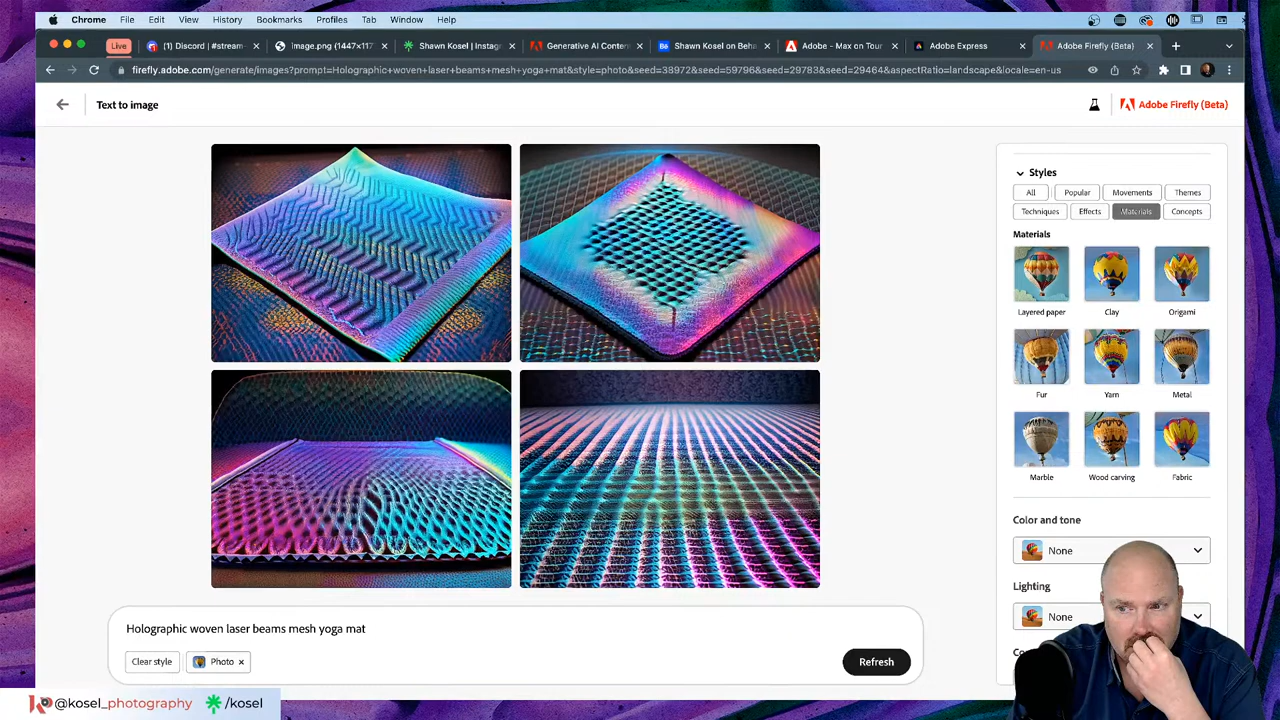 Chrome File Edit View History Bookmarks Profiles Tab Window Help
Live (1) Discord | #stream- image.png (1447×117 Shawn Kosel | Instag Generative AI Conten Shawn Kosel on Beha Adobe - Max on Tour Adobe Express Adobe Firefly (Beta)
firefly.adobe.com/generate/images?prompt=Holographic+woven+laser+beams+mesh+yoga+mat&style=photo&seed=38972&seed=59796&seed=29783&seed=29464&aspectRatio=landscape&locale=en-us
Text to image
Adobe Firefly (Beta)
Styles
All Popular Movements Themes
Techniques Effects Materials Concepts
Materials
Layered paper Clay Origami
Fur Yarn Metal
Marble Wood carving Fabric
Color and tone
None
Lighting
None
Co
Holographic woven laser beams mesh yoga mat
Clear style Photo
Refresh
@kosel_photography /kosel